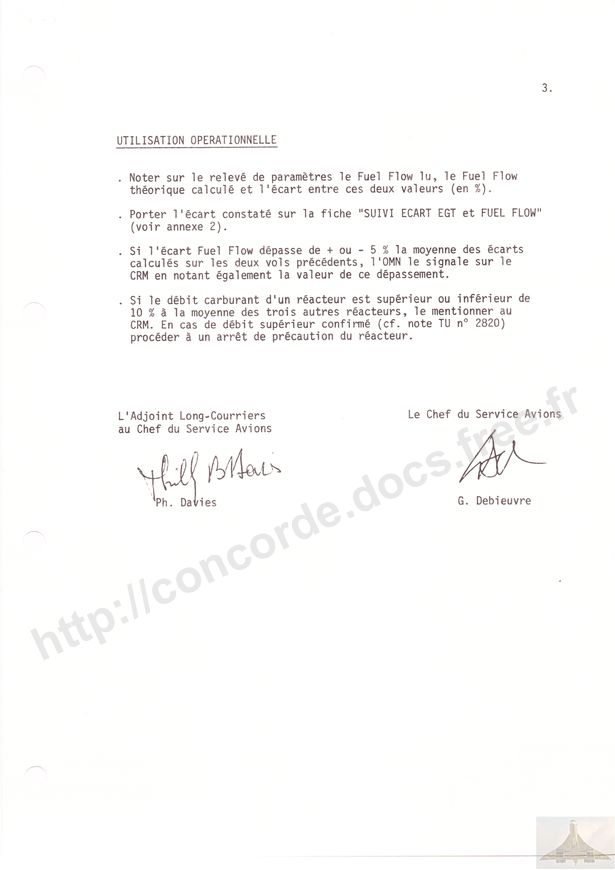 3.
UTILISATION OPERATIONNELLE
. Noter sur le relevé de paramètres le Fuel Flow lu, le Fuel Flow
théorique calculé et l'écart entre ces deux valeurs (en %).
. Porter l'écart constaté sur la fiche "SUIVI ECART EGT et FUEL FLOW"
(voir annexe 2).
. Si l'écart Fuel Flow dépasse de + ou - 5 % la moyenne des écarts
calculés sur les deux vols précédents, l'OMN le signale sur le
CRM en notant également la valeur de ce dépassement.
. Si le débit carburant d'un réacteur est supérieur ou inférieur de
10 % à la moyenne des trois autres réacteurs, le mentionner au
CRM. En cas de débit supérieur confirmé (cf. note TU n° 2820)
procéder à un arrêt de précaution du réacteur.
L'Adjoint Long-Courriers
au Chef du Service Avions
Le Chef du Service Avions
Ph. Davies
G. Debieuvre
http://concorde.docs.free.fr